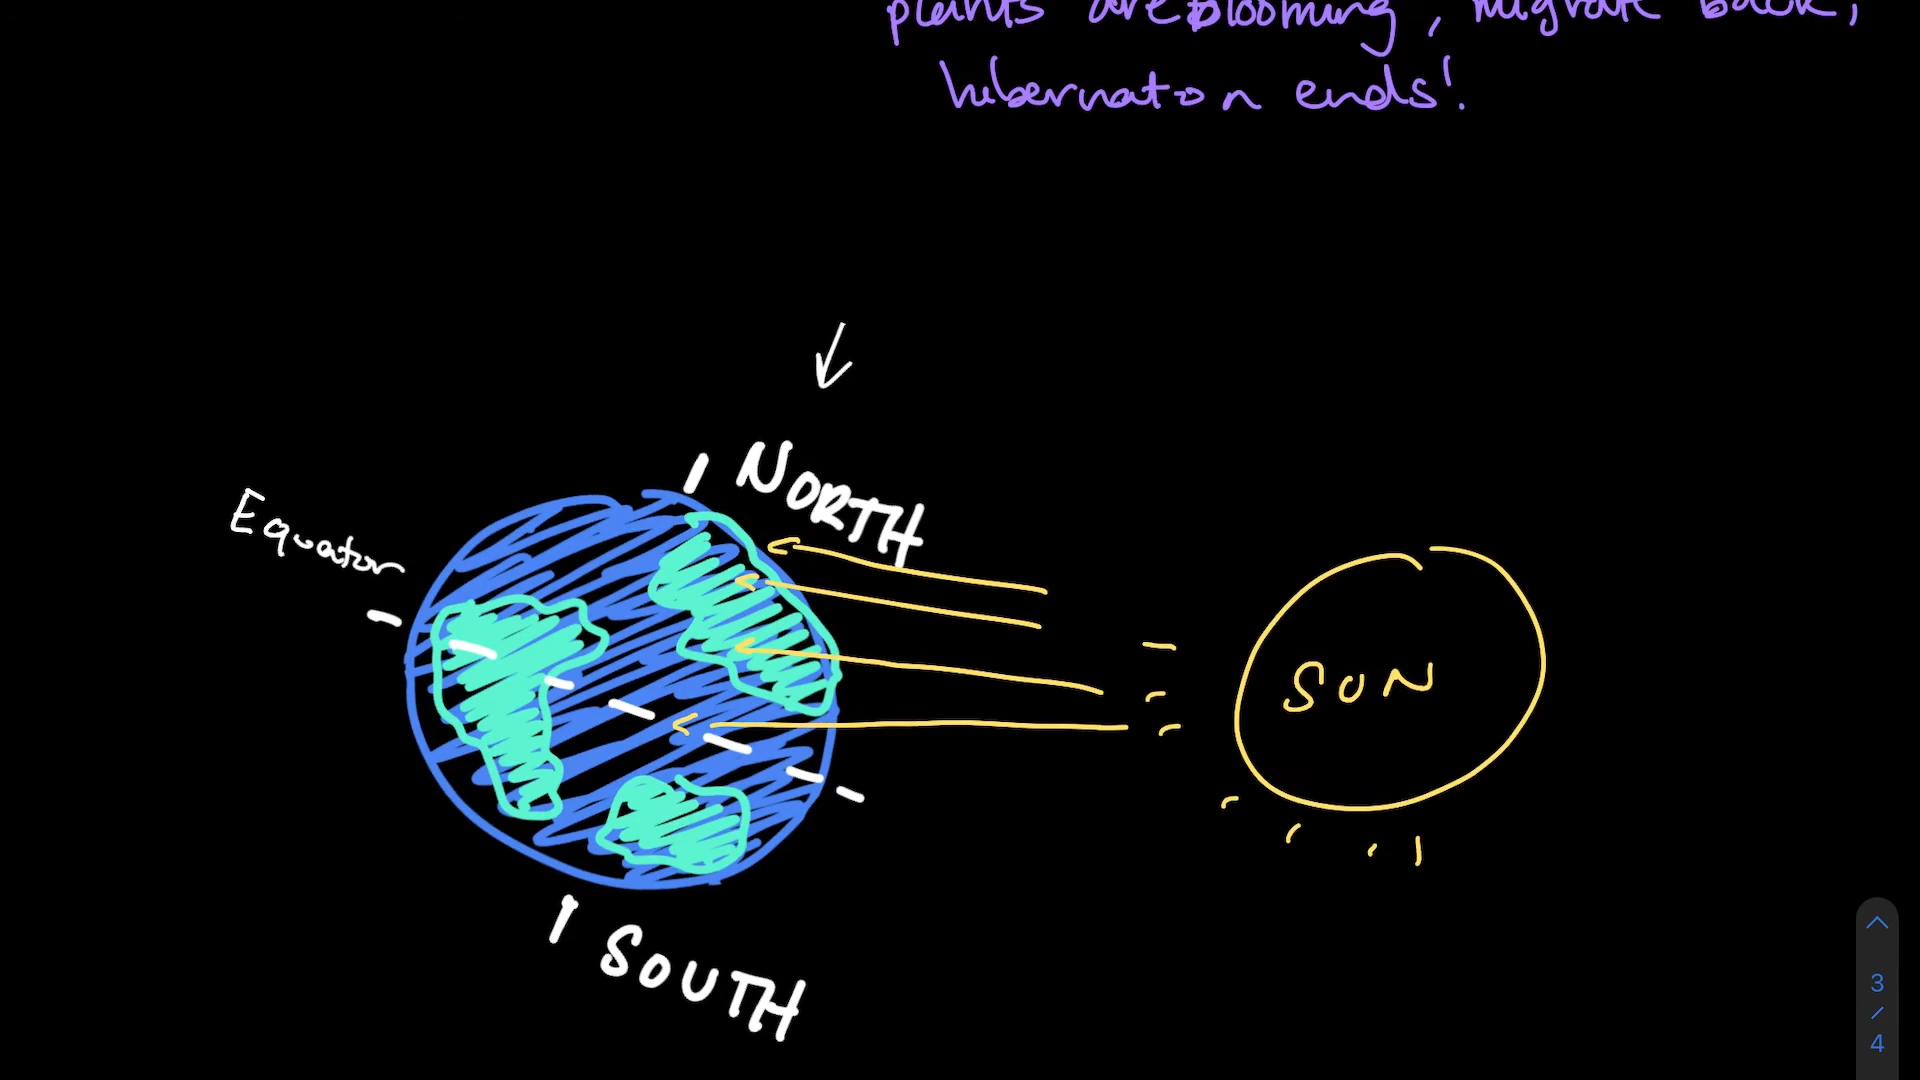 plants are blooming, migrate back,
hibernaton ends!
NORTH
Equator
SUN
SOUTH
3
/
4